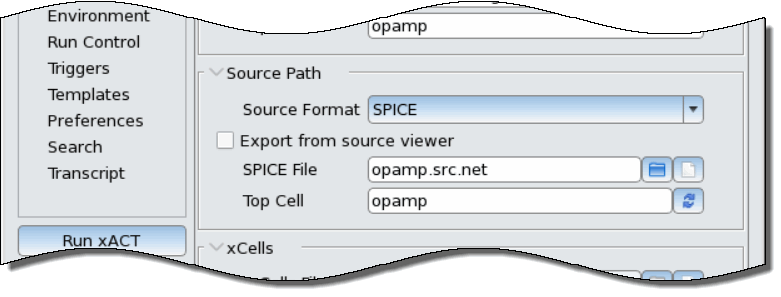 Environment
Run Control
Triggers
Templates
Preferences
Search
Transcript
Run xACT
opamp
Source Path
Source Format SPICE
Export from source viewer
SPICE File opamp.src.net
Top Cell opamp
xCells